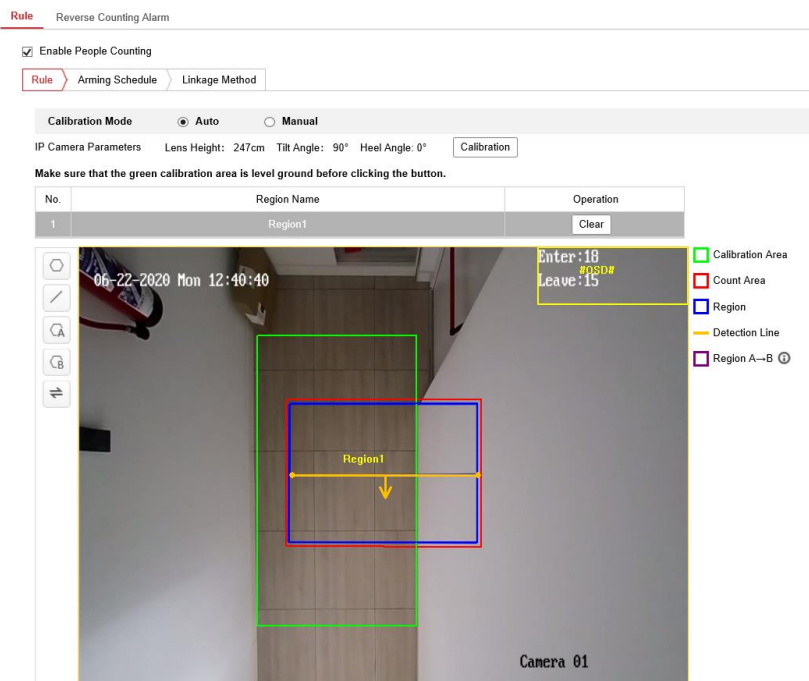 Rule Reverse Counting Alarm
Enable People Counting
Rule Arming Schedule Linkage Method
Calibration Mode Auto Manual
IP Camera Parameters Lens Height: 247cm Tilt Angle: 90° Heel Angle: 0° Calibration
Make sure that the green calibration area is level ground before clicking the button.
No. Region Name Operation
1 Region1 Clear
Enter:18
#OSD#
06-22-2020 Mon 12:40:40 Leave:15
A
B
Region1
Camera 01
Calibration Area
Count Area
Region
Detection Line
Region A→B